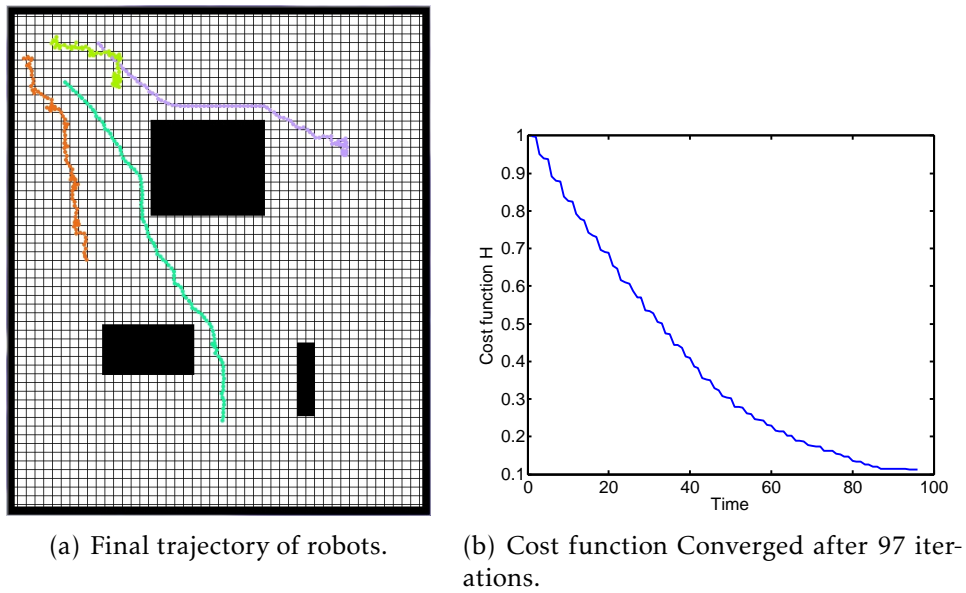 1
0.9
0.8
0.7
0.6
0.5
0.4
0.3
0.2
0.1
Cost function H
0 20 40 60 80 100
Time
(a) Final trajectory of robots.
(b) Cost function Converged after 97 iter-
ations.